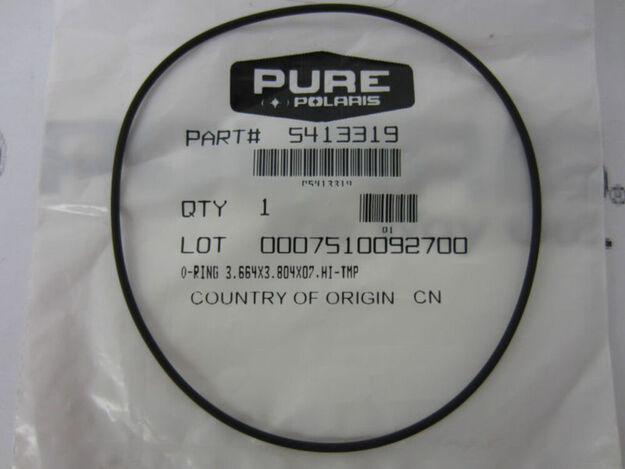 PURE
POLARIS
PART# 5413319
P5413319
QTY 1
01
LOT 0007510092700
O-RING 3.664X3.804X07.HI-TMP
COUNTRY OF ORIGIN CN